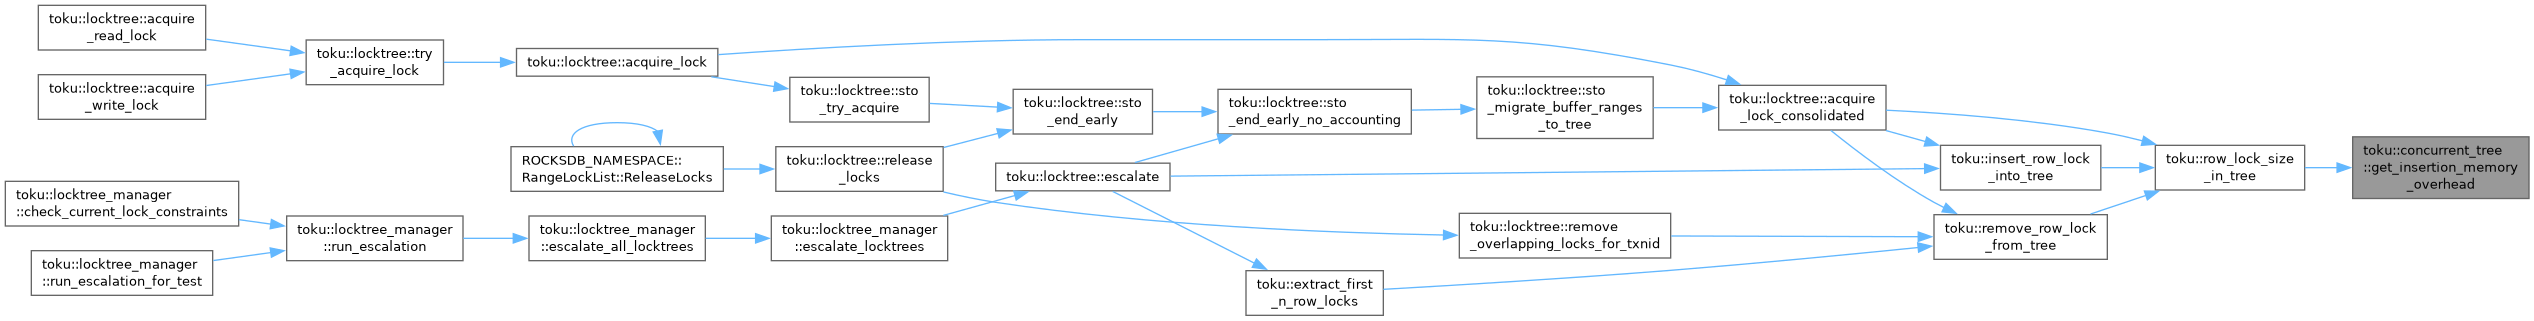 toku::locktree::acquire
_read_lock
toku::locktree::acquire
_write_lock
toku::locktree::try
_acquire_lock
toku::locktree::acquire_lock
toku::locktree::sto
_try_acquire
toku::locktree::sto
_end_early
toku::locktree::sto
_end_early_no_accounting
toku::locktree::sto
_migrate_buffer_ranges
_to_tree
toku::locktree::acquire
_lock_consolidated
ROCKSDB_NAMESPACE::
RangeLockList::ReleaseLocks
toku::locktree::release
_locks
toku::locktree::escalate
toku::insert_row_lock
_into_tree
toku::row_lock_size
_in_tree
toku::concurrent_tree
::get_insertion_memory
_overhead
toku::locktree_manager
::check_current_lock_constraints
toku::locktree_manager
::run_escalation_for_test
toku::locktree_manager
::run_escalation
toku::locktree_manager
::escalate_all_locktrees
toku::locktree_manager
::escalate_locktrees
toku::locktree::remove
_overlapping_locks_for_txnid
toku::remove_row_lock
_from_tree
toku::extract_first
_n_row_locks